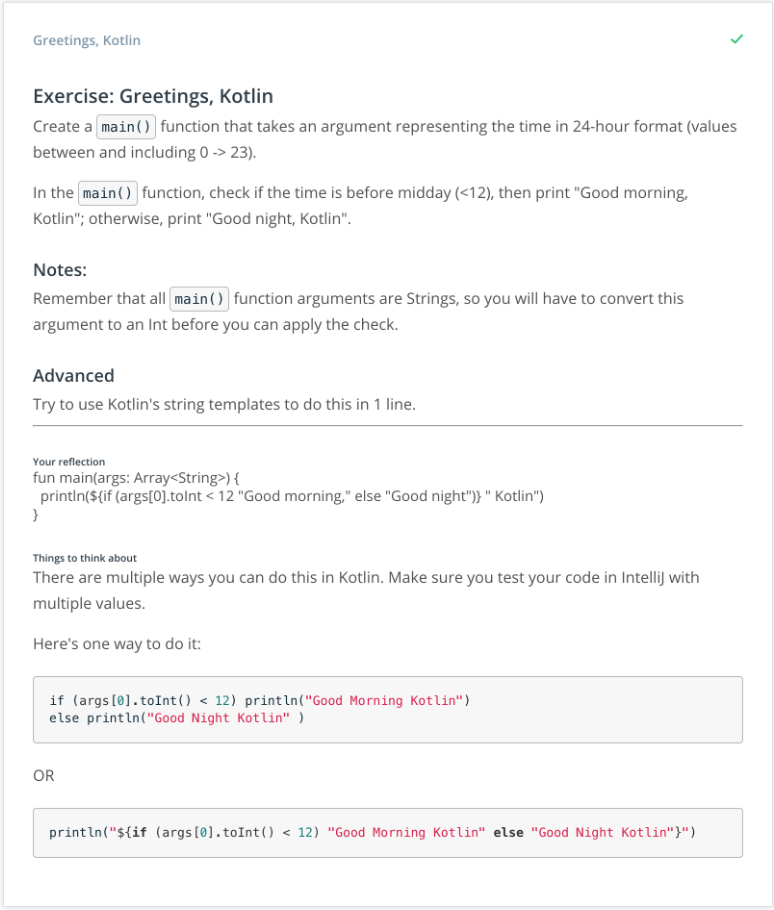 Greetings, Kotlin
Exercise: Greetings, Kotlin
Create a main() function that takes an argument representing the time in 24-hour format (values
between and including 0 -> 23).
In the main() function, check if the time is before midday (<12), then print "Good morning,
Kotlin"; otherwise, print "Good night, Kotlin".
Notes:
Remember that all main() function arguments are Strings, so you will have to convert this
argument to an Int before you can apply the check.
Advanced
Try to use Kotlin's string templates to do this in 1 line.
Your reflection
fun main(args: Array<String>) {
  println(${if (args[0].toInt < 12 "Good morning," else "Good night")} " Kotlin")
}
Things to think about
There are multiple ways you can do this in Kotlin. Make sure you test your code in IntelliJ with
multiple values.
Here's one way to do it:
if (args[0].toInt() < 12) println("Good Morning Kotlin")
else println("Good Night Kotlin" )
OR
println("${if (args[0].toInt() < 12) "Good Morning Kotlin" else "Good Night Kotlin"}")